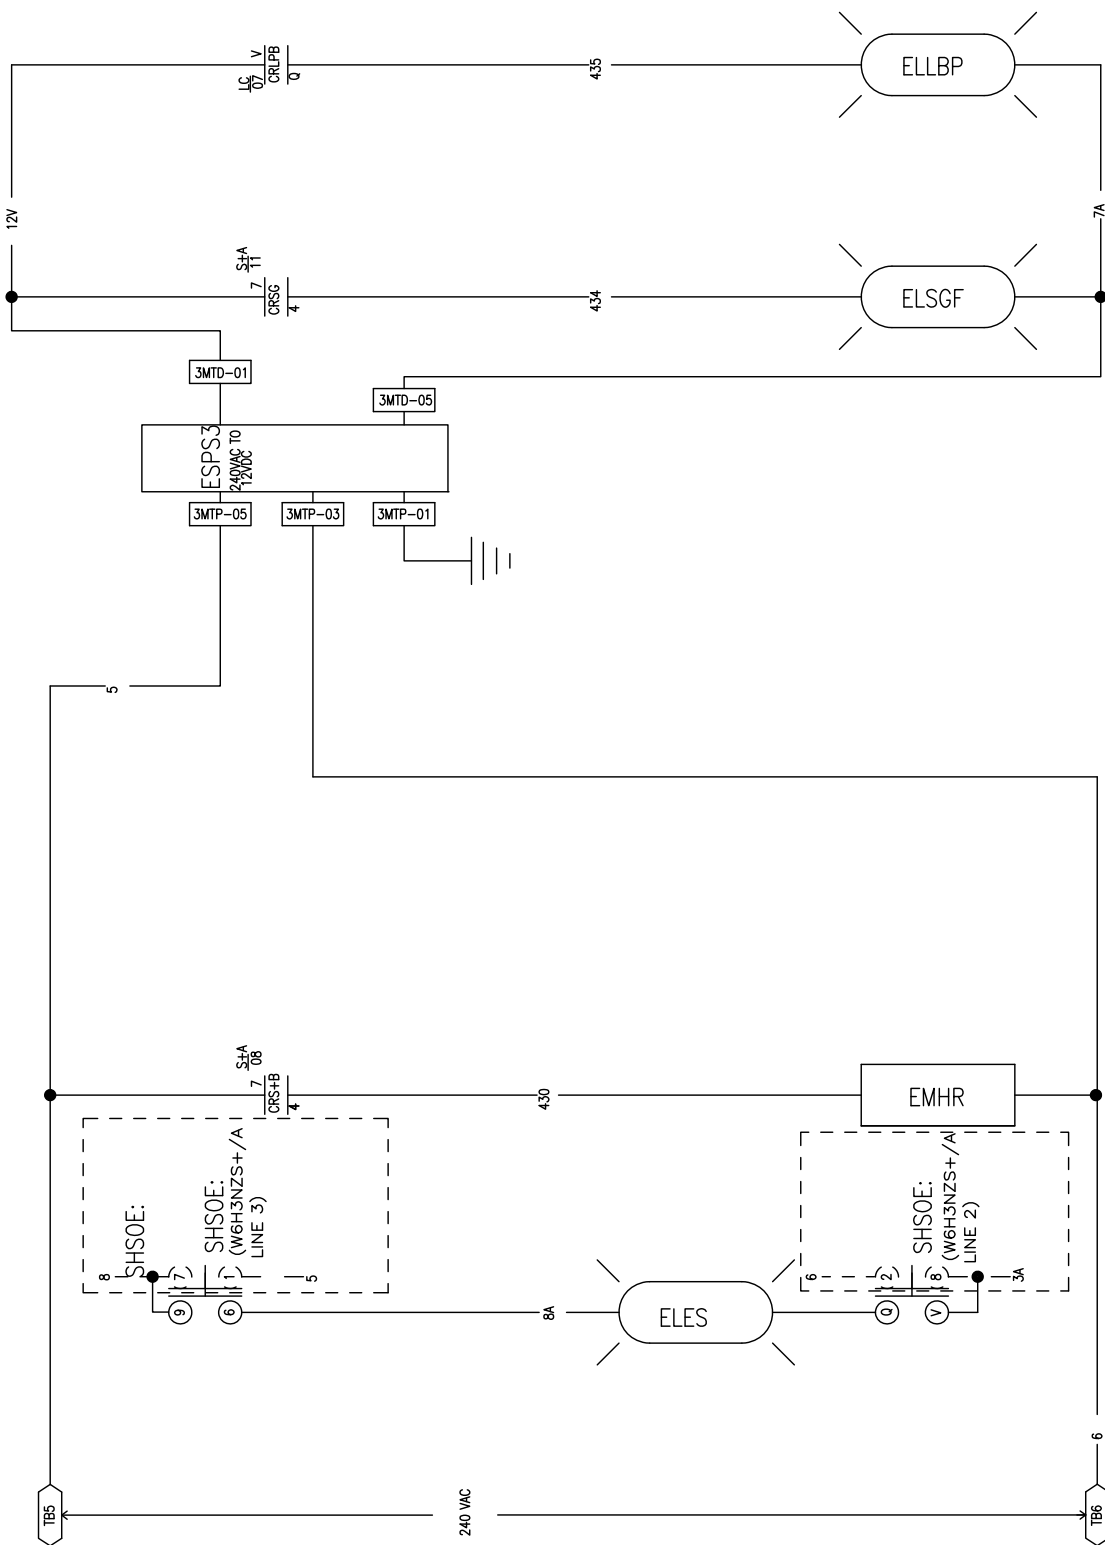 LC
07
V
CRLPB
Q
435
ELLBP
12V
7A
S+A
11
7
CRSG
4
434
ELSGF
3MTD-01
3MTD-05
ESPS3
240VAC TO
12VDC
3MTP-05
3MTP-03
3MTP-01
5
S+A
08
7
CRS+B
4
430
EMHR
SHSOE:
SHSOE:
(W6H3NZS+/A
LINE 3)
8
7
1
5
9
6
8A
ELES
SHSOE:
(W6H3NZS+/A
LINE 2)
6
2
8
3A
Q
V
6
TB5
240 VAC
TB6